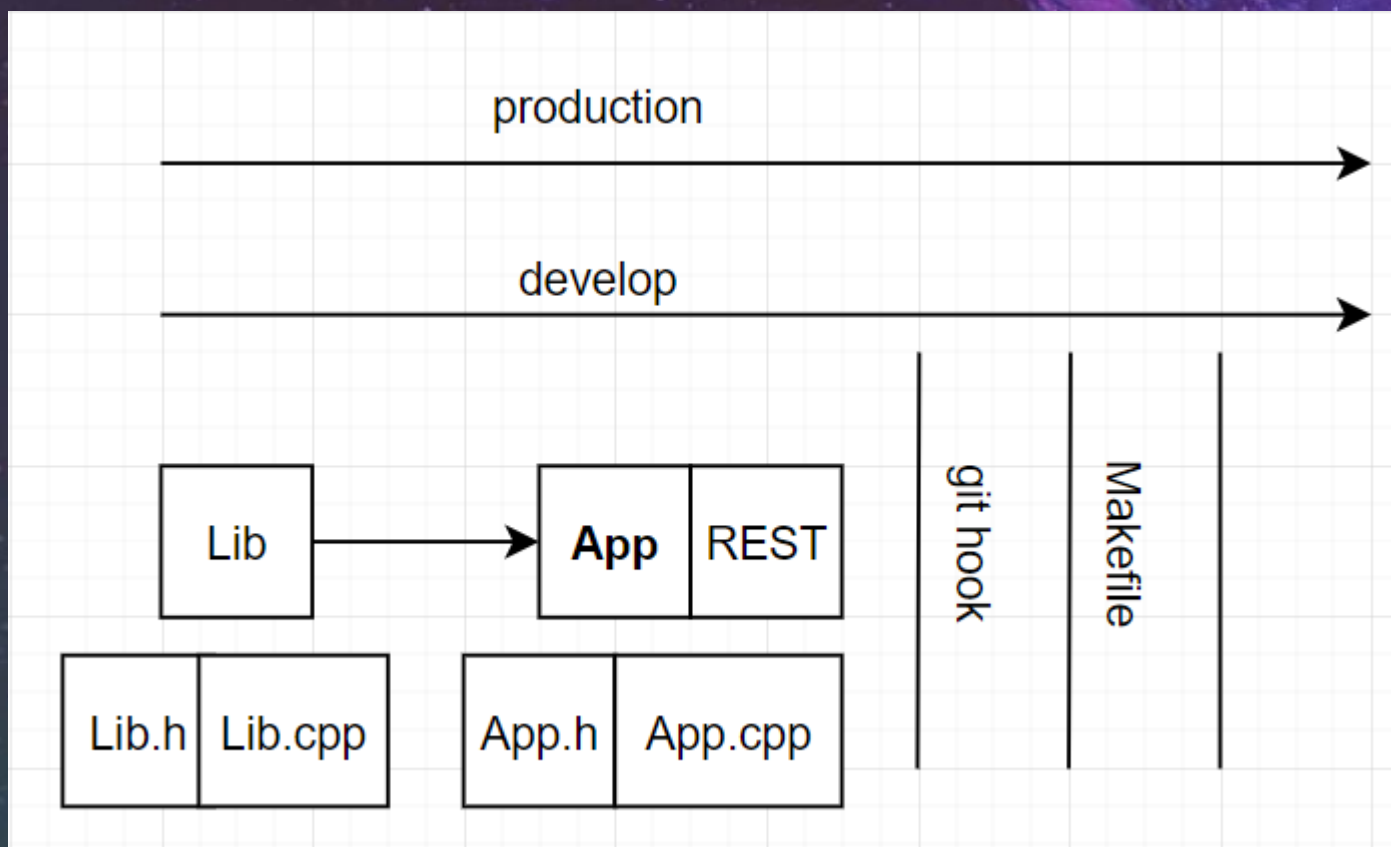 production
develop
Lib
App
REST
git hook
Makefile
Lib.h
Lib.cpp
App.h
App.cpp